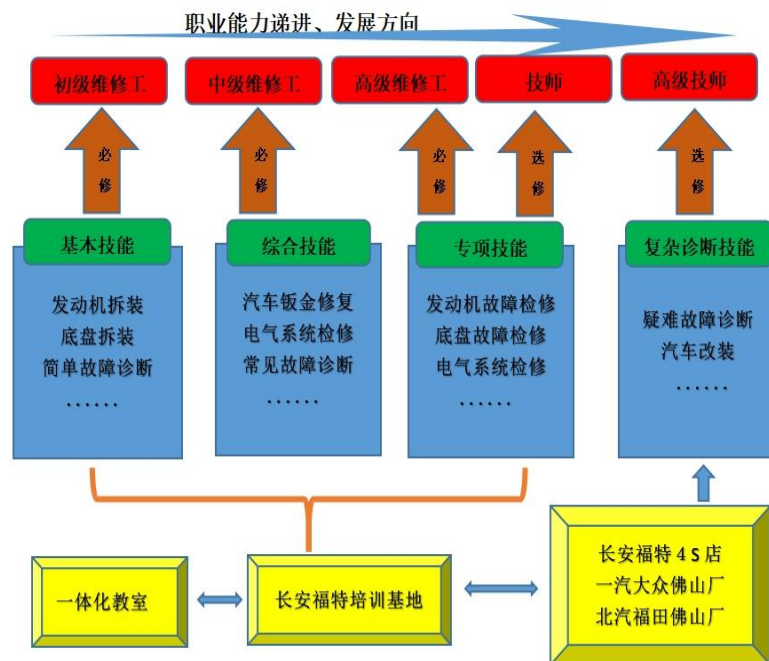 职业能力递进、发展方向
初级维修工
中级维修工
高级维修工
技师
高级技师
必修
必修
必修
选修
选修
基本技能
综合技能
专项技能
复杂诊断技能
发动机拆装
底盘拆装
简单故障诊断
......
汽车钣金修复
电气系统检修
常见故障诊断
......
发动机故障检修
底盘故障检修
电气系统检修
......
疑难故障诊断
汽车改装
......
一体化教室
长安福特培训基地
长安福特4S店
一汽大众佛山厂
北汽福田佛山厂